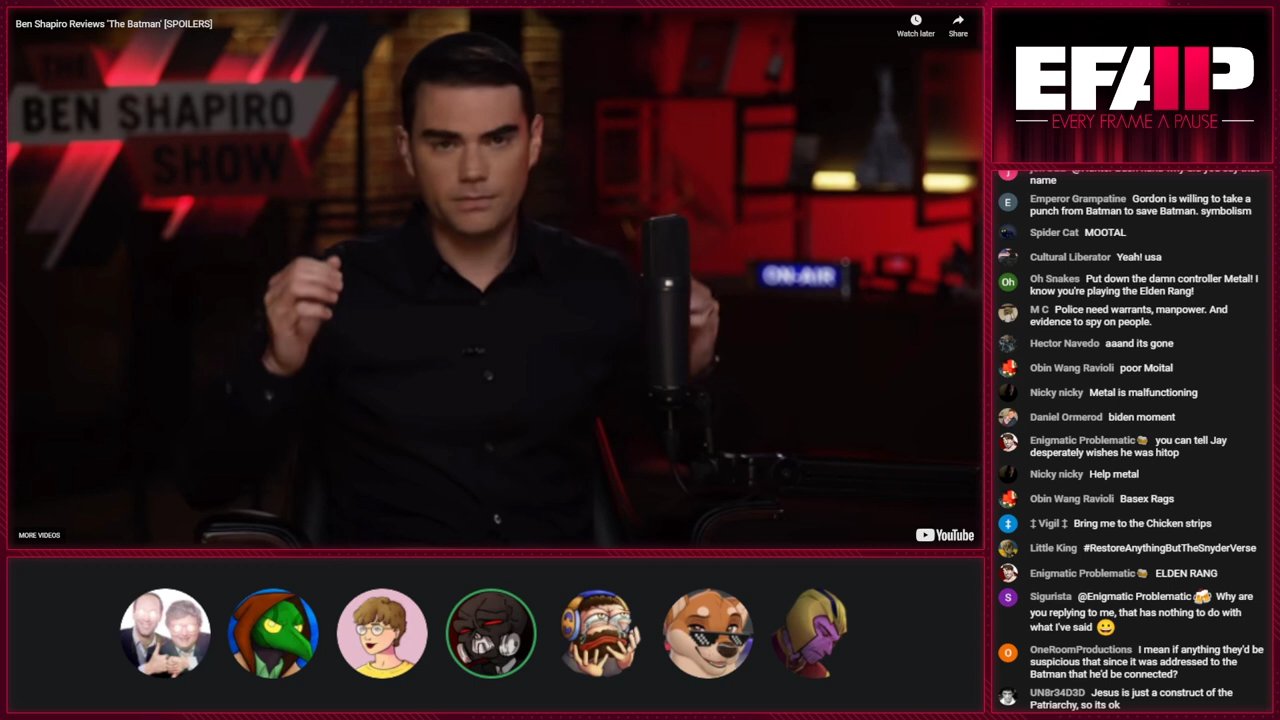 Ben Shapiro Reviews 'The Batman' [SPOILERS]
Watch later
Share
THE
BEN SHAPIRO
SHOW
ON-AIR
MORE VIDEOS
YouTube
EFAP
EVERY FRAME A PAUSE
name
Emperor Grampatine Gordon is willing to take a
punch from Batman to save Batman. symbolism
Spider Cat MOOTAL
Cultural Liberator Yeah! usa
Oh Snakes Put down the damn controller Metal! I
know you're playing the Elden Rang!
M C Police need warrants, manpower. And
evidence to spy on people.
Hector Navedo aaand its gone
Obin Wang Ravioli poor Moital
Nicky nicky Metal is malfunctioning
Daniel Ormerod biden moment
Enigmatic Problematic🍻 you can tell Jay
desperately wishes he was hitop
Nicky nicky Help metal
Obin Wang Ravioli Basex Rags
‡ Vigil ‡ Bring me to the Chicken strips
Little King #RestoreAnythingButTheSnyderVerse
Enigmatic Problematic🍻 ELDEN RANG
Sigurista @Enigmatic Problematic🍻 Why are
you replying to me, that has nothing to do with
what I've said 😀
OneRoomProductions I mean if anything they'd be
suspicious that since it was addressed to the
Batman that he'd be connected?
UN8r34D3D Jesus is just a construct of the
Patriarchy, so its ok